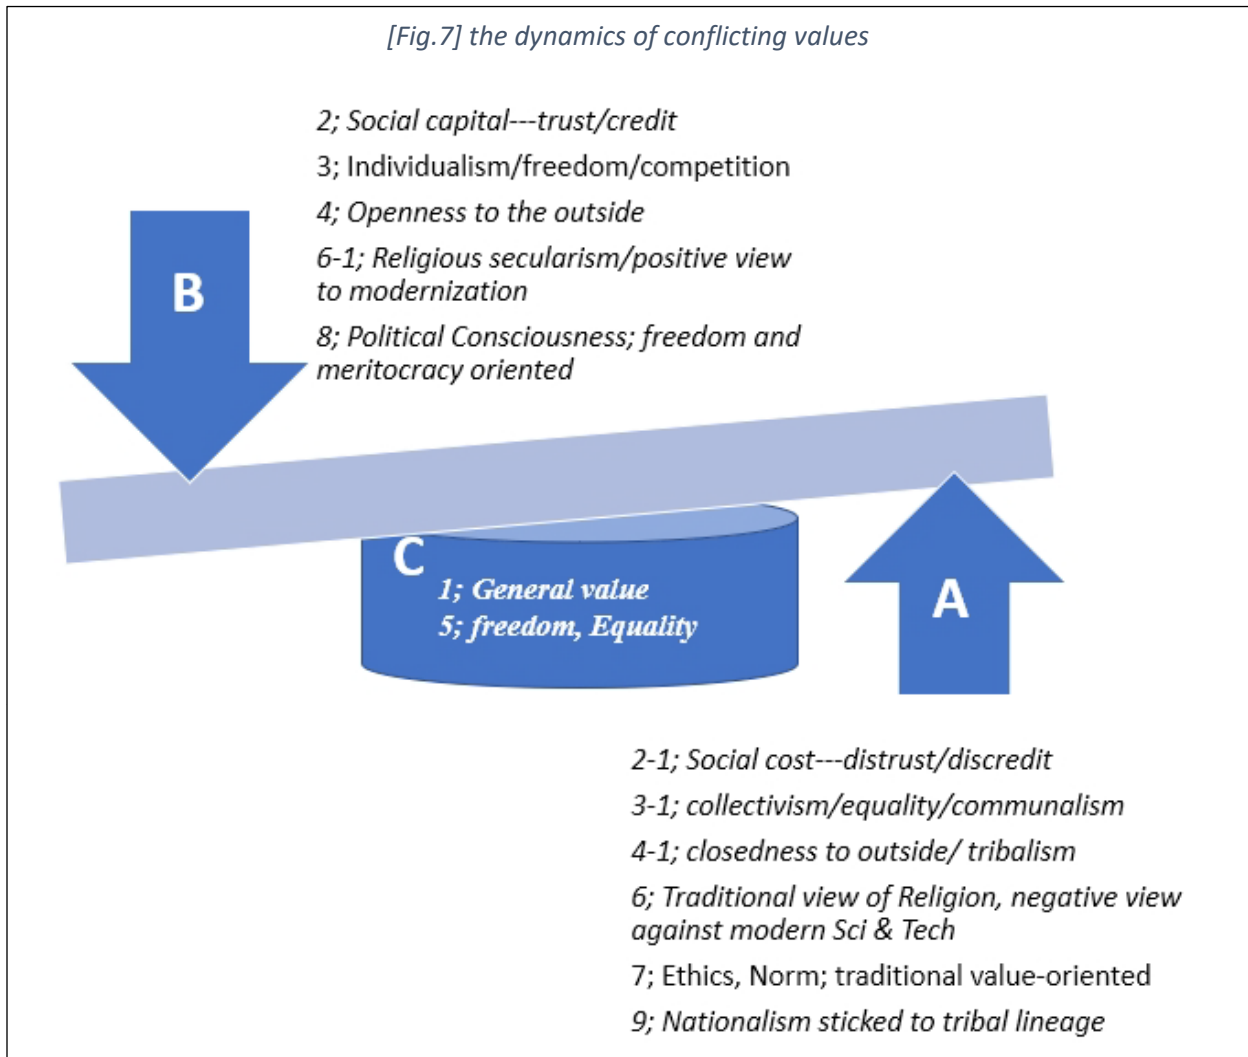 [Fig.7] the dynamics of conflicting values
2; Social capital---trust/credit
3; Individualism/freedom/competition
4; Openness to the outside
6-1; Religious secularism/positive view
to modernization
8; Political Consciousness; freedom and
meritocracy oriented
B
C
1; General value
5; freedom, Equality
A
2-1; Social cost---distrust/discredit
3-1; collectivism/equality/communalism
4-1; closedness to outside/ tribalism
6; Traditional view of Religion, negative view
against modern Sci & Tech
7; Ethics, Norm; traditional value-oriented
9; Nationalism sticked to tribal lineage